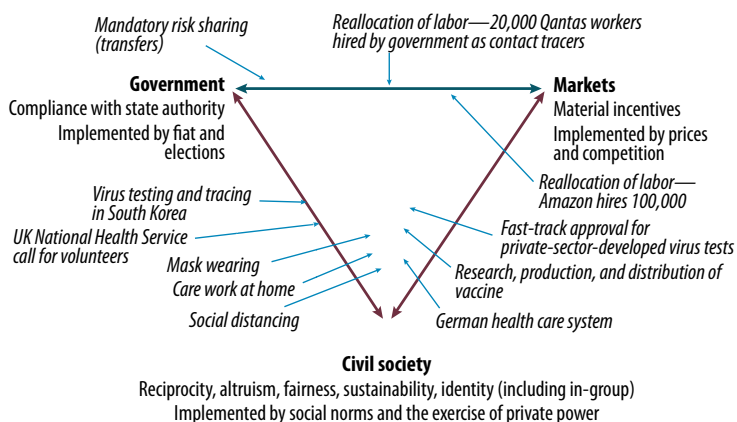 Mandatory risk sharing
(transfers)
Reallocation of labor—20,000 Qantas workers
hired by government as contact tracers
Government
Compliance with state authority
Implemented by fiat and
elections
Markets
Material incentives
Implemented by prices
and competition
Reallocation of labor—
Amazon hires 100,000
Virus testing and tracing
in South Korea
UK National Health Service
call for volunteers
Mask wearing
Care work at home
Social distancing
Fast-track approval for
private-sector-developed virus tests
Research, production, and distribution of
vaccine
German health care system
Civil society
Reciprocity, altruism, fairness, sustainability, identity (including in-group)
Implemented by social norms and the exercise of private power